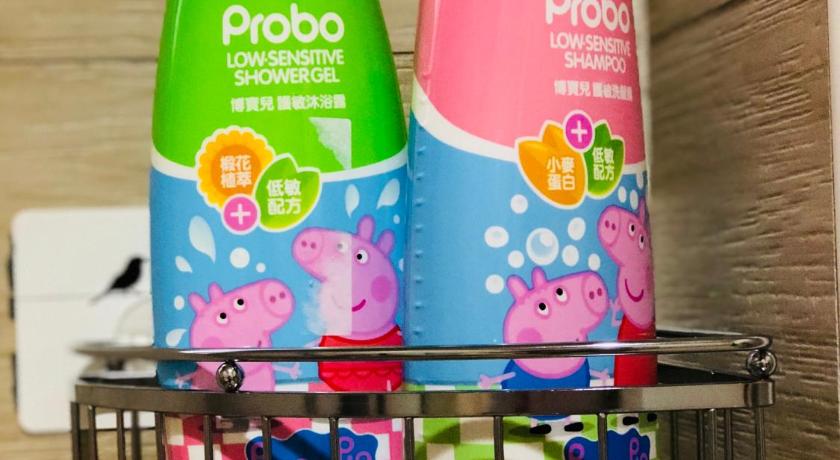 Probo
LOW-SENSITIVE
SHOWER GEL
博寶兒 護敏沐浴露
椴花
植萃
低敏
配方
Probo
LOW-SENSITIVE
SHAMPOO
博寶兒 護敏洗髮露
小麥
蛋白
低敏
配方